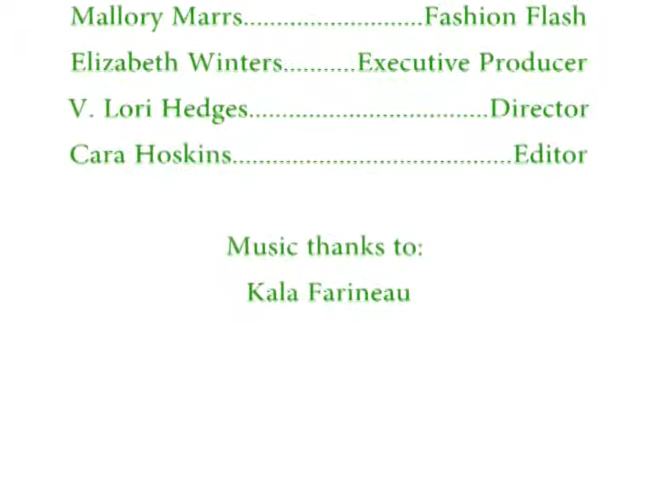 Mallory Marrs...........................Fashion Flash
Elizabeth Winters...........Executive Producer
V. Lori Hedges....................................Director
Cara Hoskins..........................................Editor
Music thanks to:
Kala Farineau